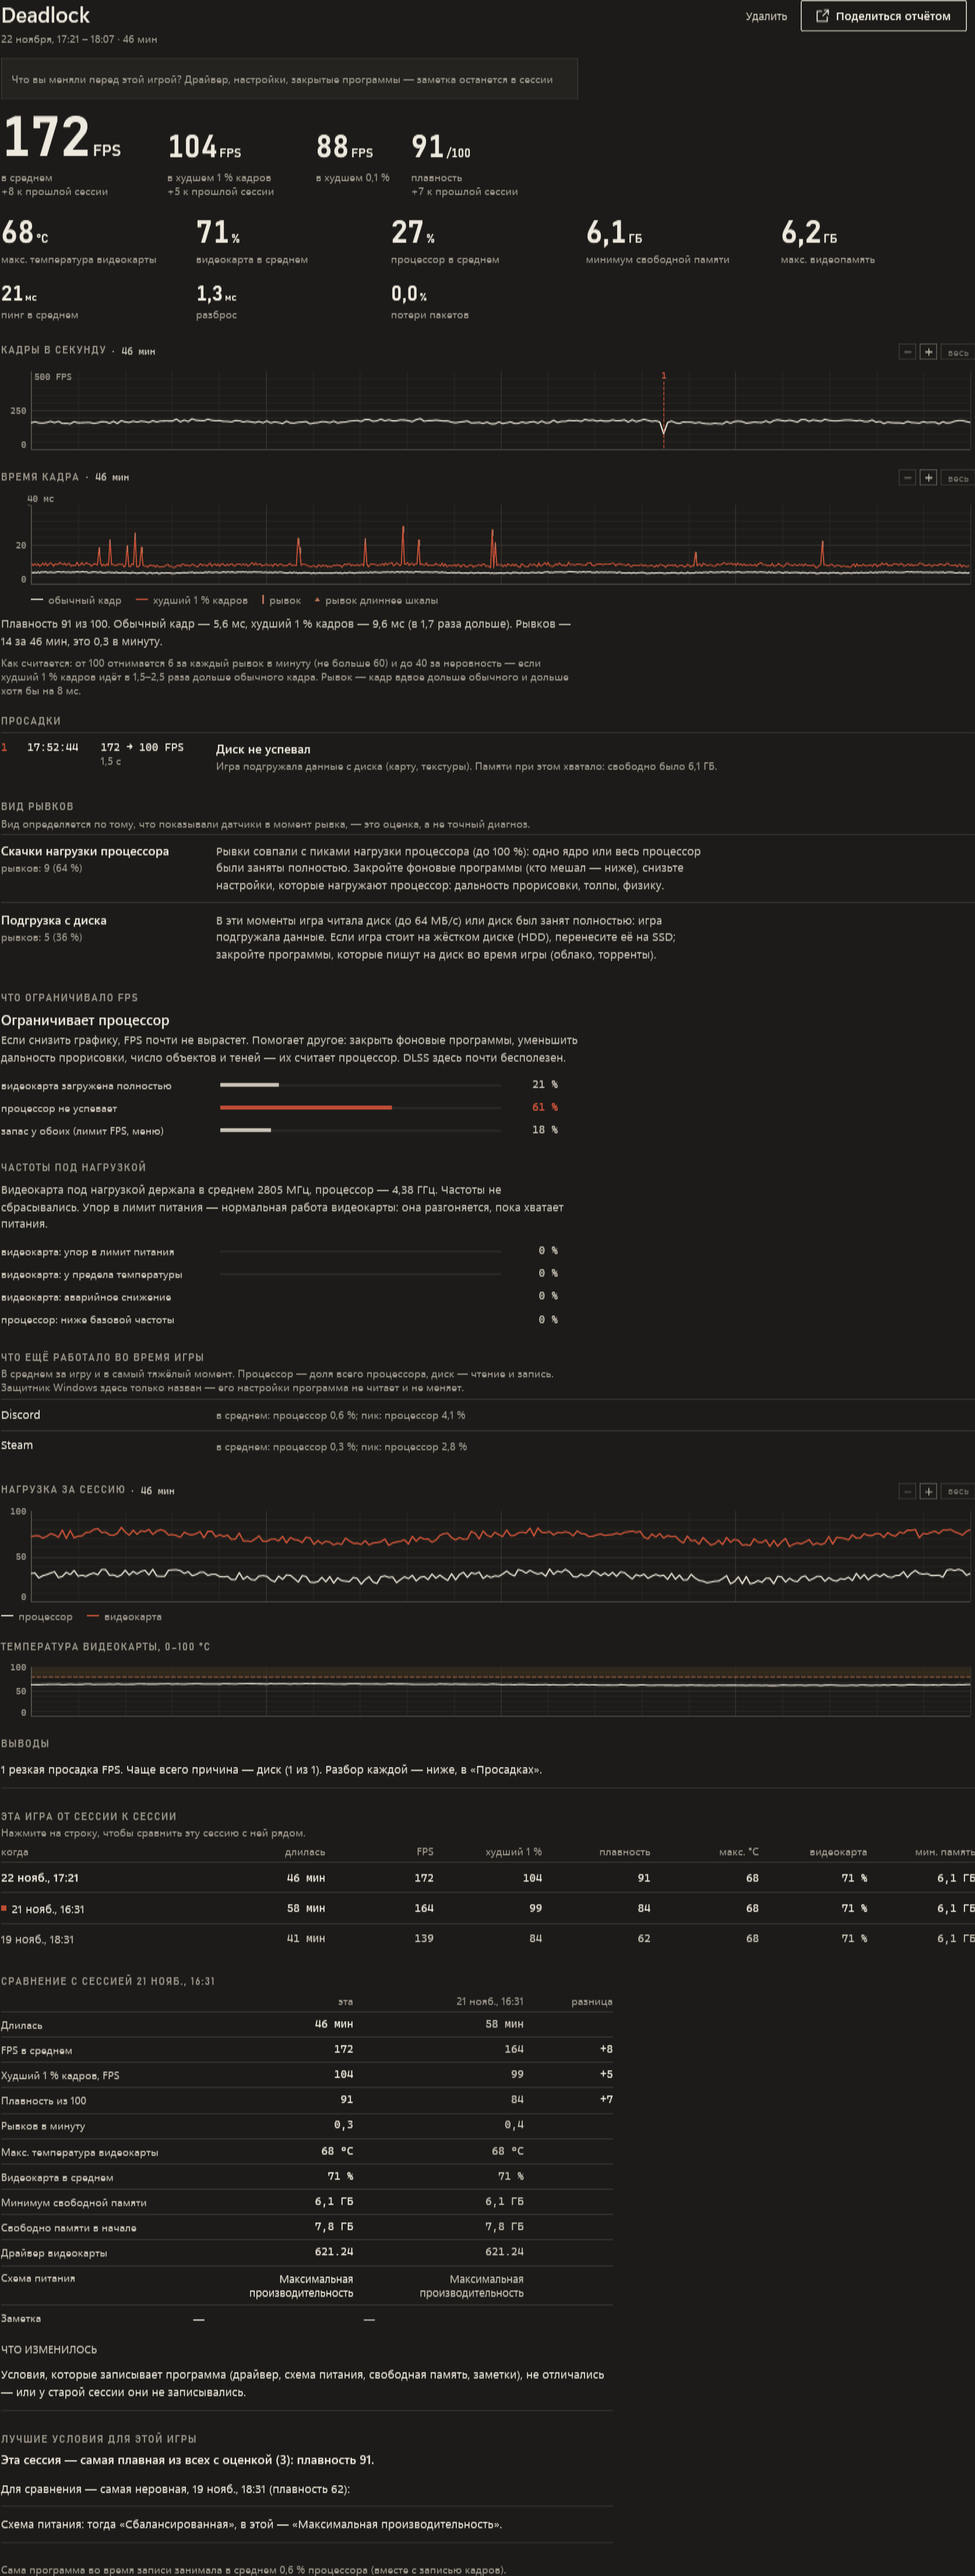 Deadlock
Удалить
Поделиться отчётом
22 ноября, 17:21 – 18:07 · 46 мин
Что вы меняли перед этой игрой? Драйвер, настройки, закрытые программы — заметка останется в сессии
172 FPS
в среднем
+8 к прошлой сессии
104 FPS
в худшем 1 % кадров
+5 к прошлой сессии
88 FPS
в худшем 0,1 %
91 /100
плавность
+7 к прошлой сессии
68 °C
макс. температура видеокарты
71 %
видеокарта в среднем
27 %
процессор в среднем
6,1 ГБ
минимум свободной памяти
6,2 ГБ
макс. видеопамять
21 мс
пинг в среднем
1,3 мс
разброс
0,0 %
потери пакетов
КАДРЫ В СЕКУНДУ · 46 мин
− + весь
500 FPS
250
0
1
ВРЕМЯ КАДРА · 46 мин
− + весь
40 мс
20
0
обычный кадр худший 1 % кадров рывок рывок длиннее шкалы
Плавность 91 из 100. Обычный кадр — 5,6 мс, худший 1 % кадров — 9,6 мс (в 1,7 раза дольше). Рывков —
14 за 46 мин, это 0,3 в минуту.
Как считается: от 100 отнимается 6 за каждый рывок в минуту (не больше 60) и до 40 за неровность — если
худший 1 % кадров идёт в 1,5–2,5 раза дольше обычного кадра. Рывок — кадр вдвое дольше обычного и дольше
хотя бы на 8 мс.
ПРОСАДКИ
1 17:52:44 172 → 100 FPS Диск не успевал
1,5 с Игра подгружала данные с диска (карту, текстуры). Памяти при этом хватало: свободно было 6,1 ГБ.
ВИД РЫВКОВ
Вид определяется по тому, что показывали датчики в момент рывка, — это оценка, а не точный диагноз.
Скачки нагрузки процессора
рывков: 9 (64 %)
Рывки совпали с пиками нагрузки процессора (до 100 %): одно ядро или весь процессор
были заняты полностью. Закройте фоновые программы (кто мешал — ниже), снизьте
настройки, которые нагружают процессор: дальность прорисовки, толпы, физику.
Подгрузка с диска
рывков: 5 (36 %)
В эти моменты игра читала диск (до 64 МБ/с) или диск был занят полностью: игра
подгружала данные. Если игра стоит на жёстком диске (HDD), перенесите её на SSD;
закройте программы, которые пишут на диск во время игры (облако, торренты).
ЧТО ОГРАНИЧИВАЛО FPS
Ограничивает процессор
Если снизить графику, FPS почти не вырастет. Помогает другое: закрыть фоновые программы, уменьшить
дальность прорисовки, число объектов и теней — их считает процессор. DLSS здесь почти бесполезен.
видеокарта загружена полностью 21 %
процессор не успевает 61 %
запас у обоих (лимит FPS, меню) 18 %
ЧАСТОТЫ ПОД НАГРУЗКОЙ
Видеокарта под нагрузкой держала в среднем 2805 МГц, процессор — 4,38 ГГц. Частоты не
сбрасывались. Упор в лимит питания — нормальная работа видеокарты: она разгоняется, пока хватает
питания.
видеокарта: упор в лимит питания 0 %
видеокарта: у предела температуры 0 %
видеокарта: аварийное снижение 0 %
процессор: ниже базовой частоты 0 %
ЧТО ЕЩЁ РАБОТАЛО ВО ВРЕМЯ ИГРЫ
В среднем за игру и в самый тяжёлый момент. Процессор — доля всего процессора, диск — чтение и запись.
Защитник Windows здесь только назван — его настройки программа не читает и не меняет.
Discord в среднем: процессор 0,6 %; пик: процессор 4,1 %
Steam в среднем: процессор 0,3 %; пик: процессор 2,8 %
НАГРУЗКА ЗА СЕССИЮ · 46 мин
− + весь
100
50
0
процессор видеокарта
ТЕМПЕРАТУРА ВИДЕОКАРТЫ, 0–100 °C
100
50
0
ВЫВОДЫ
1 резкая просадка FPS. Чаще всего причина — диск (1 из 1). Разбор каждой — ниже, в «Просадках».
ЭТА ИГРА ОТ СЕССИИ К СЕССИИ
Нажмите на строку, чтобы сравнить эту сессию с ней рядом.
когда длилась FPS худший 1 % плавность макс. °C видеокарта мин. память
22 нояб., 17:21 46 мин 172 104 91 68 71 % 6,1 ГБ
21 нояб., 16:31 58 мин 164 99 84 68 71 % 6,1 ГБ
19 нояб., 18:31 41 мин 139 84 62 68 71 % 6,1 ГБ
СРАВНЕНИЕ С СЕССИЕЙ 21 НОЯБ., 16:31
эта 21 нояб., 16:31 разница
Длилась 46 мин 58 мин
FPS в среднем 172 164 +8
Худший 1 % кадров, FPS 104 99 +5
Плавность из 100 91 84 +7
Рывков в минуту 0,3 0,4
Макс. температура видеокарты 68 °C 68 °C
Видеокарта в среднем 71 % 71 %
Минимум свободной памяти 6,1 ГБ 6,1 ГБ
Свободно памяти в начале 7,8 ГБ 7,8 ГБ
Драйвер видеокарты 621.24 621.24
Схема питания Максимальная Максимальная
производительность производительность
Заметка — —
ЧТО ИЗМЕНИЛОСЬ
Условия, которые записывает программа (драйвер, схема питания, свободная память, заметки), не отличались
— или у старой сессии они не записывались.
ЛУЧШИЕ УСЛОВИЯ ДЛЯ ЭТОЙ ИГРЫ
Эта сессия — самая плавная из всех с оценкой (3): плавность 91.
Для сравнения — самая неровная, 19 нояб., 18:31 (плавность 62):
Схема питания: тогда «Сбалансированная», в этой — «Максимальная производительность».
Сама программа во время записи занимала в среднем 0,6 % процессора (вместе с записью кадров).